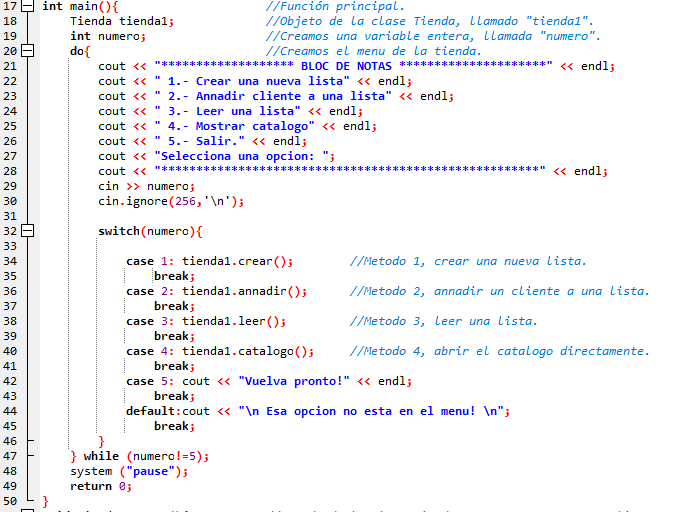 17 int main(){ //Función principal.
18 Tienda tienda1; //Objeto de la clase Tienda, llamado "tienda1".
19 int numero; //Creamos una variable entera, llamada "numero".
20 do{ //Creamos el menu de la tienda.
21 cout << "******************* BLOC DE NOTAS *********************" << endl;
22 cout << " 1.- Crear una nueva lista" << endl;
23 cout << " 2.- Annadir cliente a una lista" << endl;
24 cout << " 3.- Leer una lista" << endl;
25 cout << " 4.- Mostrar catalogo" << endl;
26 cout << " 5.- Salir." << endl;
27 cout << "Selecciona una opcion: ";
28 cout << "******************************************************" << endl;
29 cin >> numero;
30 cin.ignore(256,'\n');
31
32 switch(numero){
33
34 case 1: tienda1.crear(); //Metodo 1, crear una nueva lista.
35 break;
36 case 2: tienda1.annadir(); //Metodo 2, annadir un cliente a una lista.
37 break;
38 case 3: tienda1.leer(); //Metodo 3, leer una lista.
39 break;
40 case 4: tienda1.catalogo(); //Metodo 4, abrir el catalogo directamente.
41 break;
42 case 5: cout << "Vuelva pronto!" << endl;
43 break;
44 default:cout << "\n Esa opcion no esta en el menu! \n";
45 break;
46 }
47 } while (numero!=5);
48 system ("pause");
49 return 0;
50 }